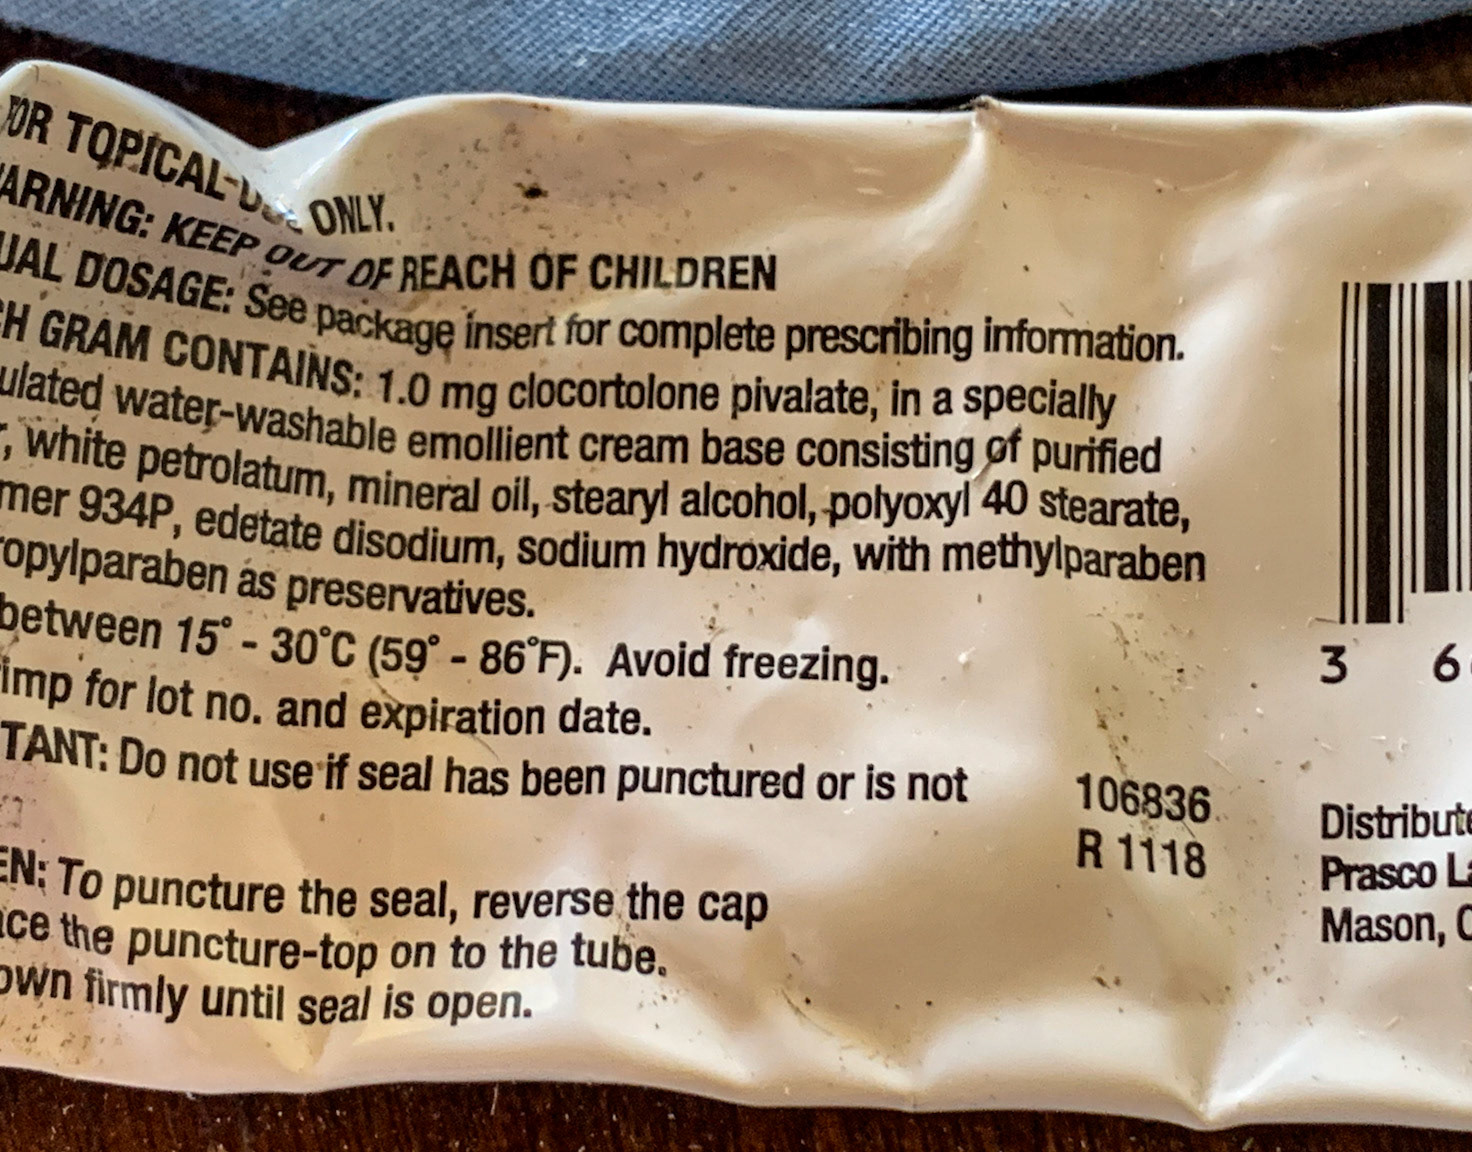 OR TOPICAL USE ONLY.
ARNING: KEEP OUT OF REACH OF CHILDREN
UAL DOSAGE: See package insert for complete prescribing information.
H GRAM CONTAINS: 1.0 mg clocortolone pivalate, in a specially
ulated water-washable emollient cream base consisting of purified
, white petrolatum, mineral oil, stearyl alcohol, polyoxyl 40 stearate,
mer 934P, edetate disodium, sodium hydroxide, with methylparaben
opylparaben as preservatives.
between 15° - 30°C (59° - 86°F). Avoid freezing.
imp for lot no. and expiration date.
TANT: Do not use if seal has been punctured or is not
EN: To puncture the seal, reverse the cap
ace the puncture-top on to the tube.
own firmly until seal is open.
106836
R 1118
3 6
Distribute
Prasco La
Mason, O